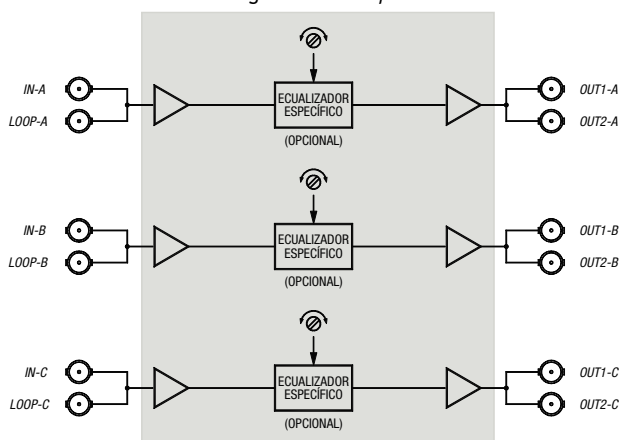 IN-A
LOOP-A
ECUALIZADOR
ESPECÍFICO
(OPCIONAL)
OUT1-A
OUT2-A
IN-B
LOOP-B
ECUALIZADOR
ESPECÍFICO
(OPCIONAL)
OUT1-B
OUT2-B
IN-C
LOOP-C
ECUALIZADOR
ESPECÍFICO
(OPCIONAL)
OUT1-C
OUT2-C